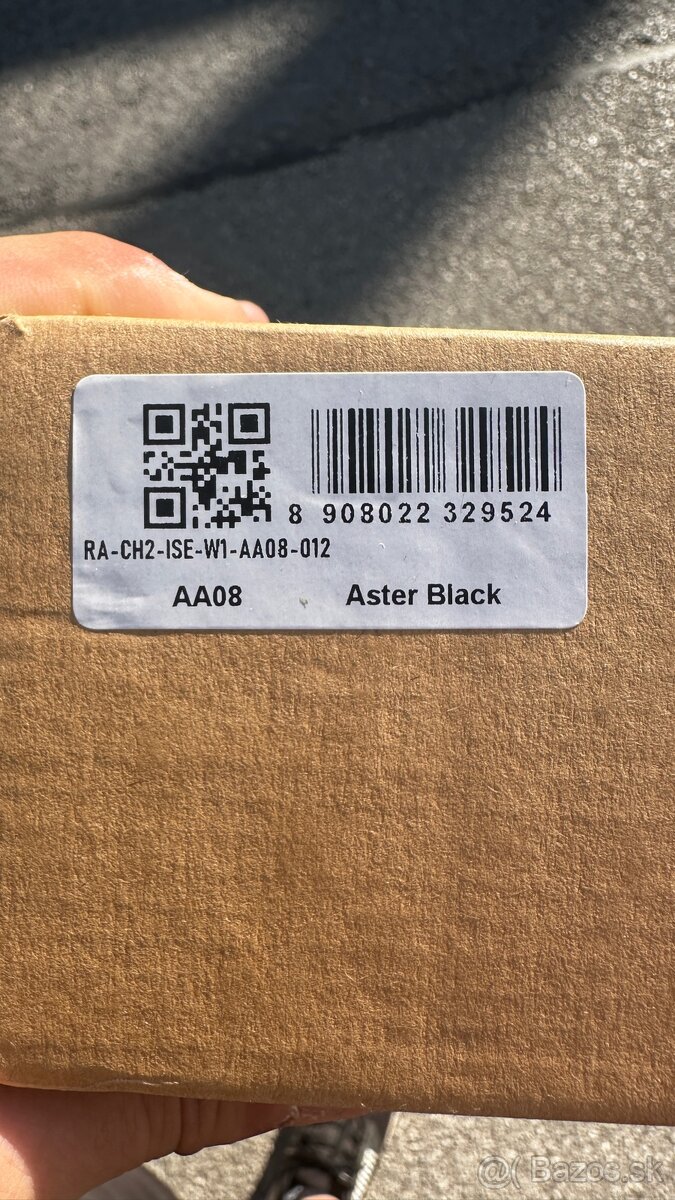 8 908022 329524
RA-CH2-ISE-W1-AA08-012
AA08 Aster Black
@( Bazos.sk